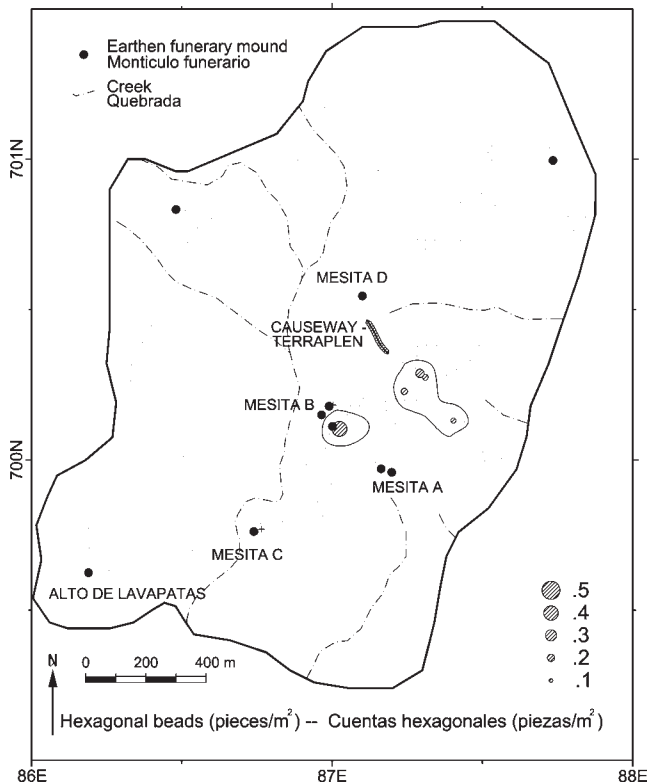 Earthen funerary mound
Monticulo funerario
Creek
Quebrada
701N
MESITA D
CAUSEWAY -
TERRAPLEN
MESITA B
700N
MESITA A
MESITA C
ALTO DE LAVAPATAS
.5
.4
.3
.2
.1
N
0 200 400 m
Hexagonal beads (pieces/m²) -- Cuentas hexagonales (piezas/m²)
86E 87E 88E